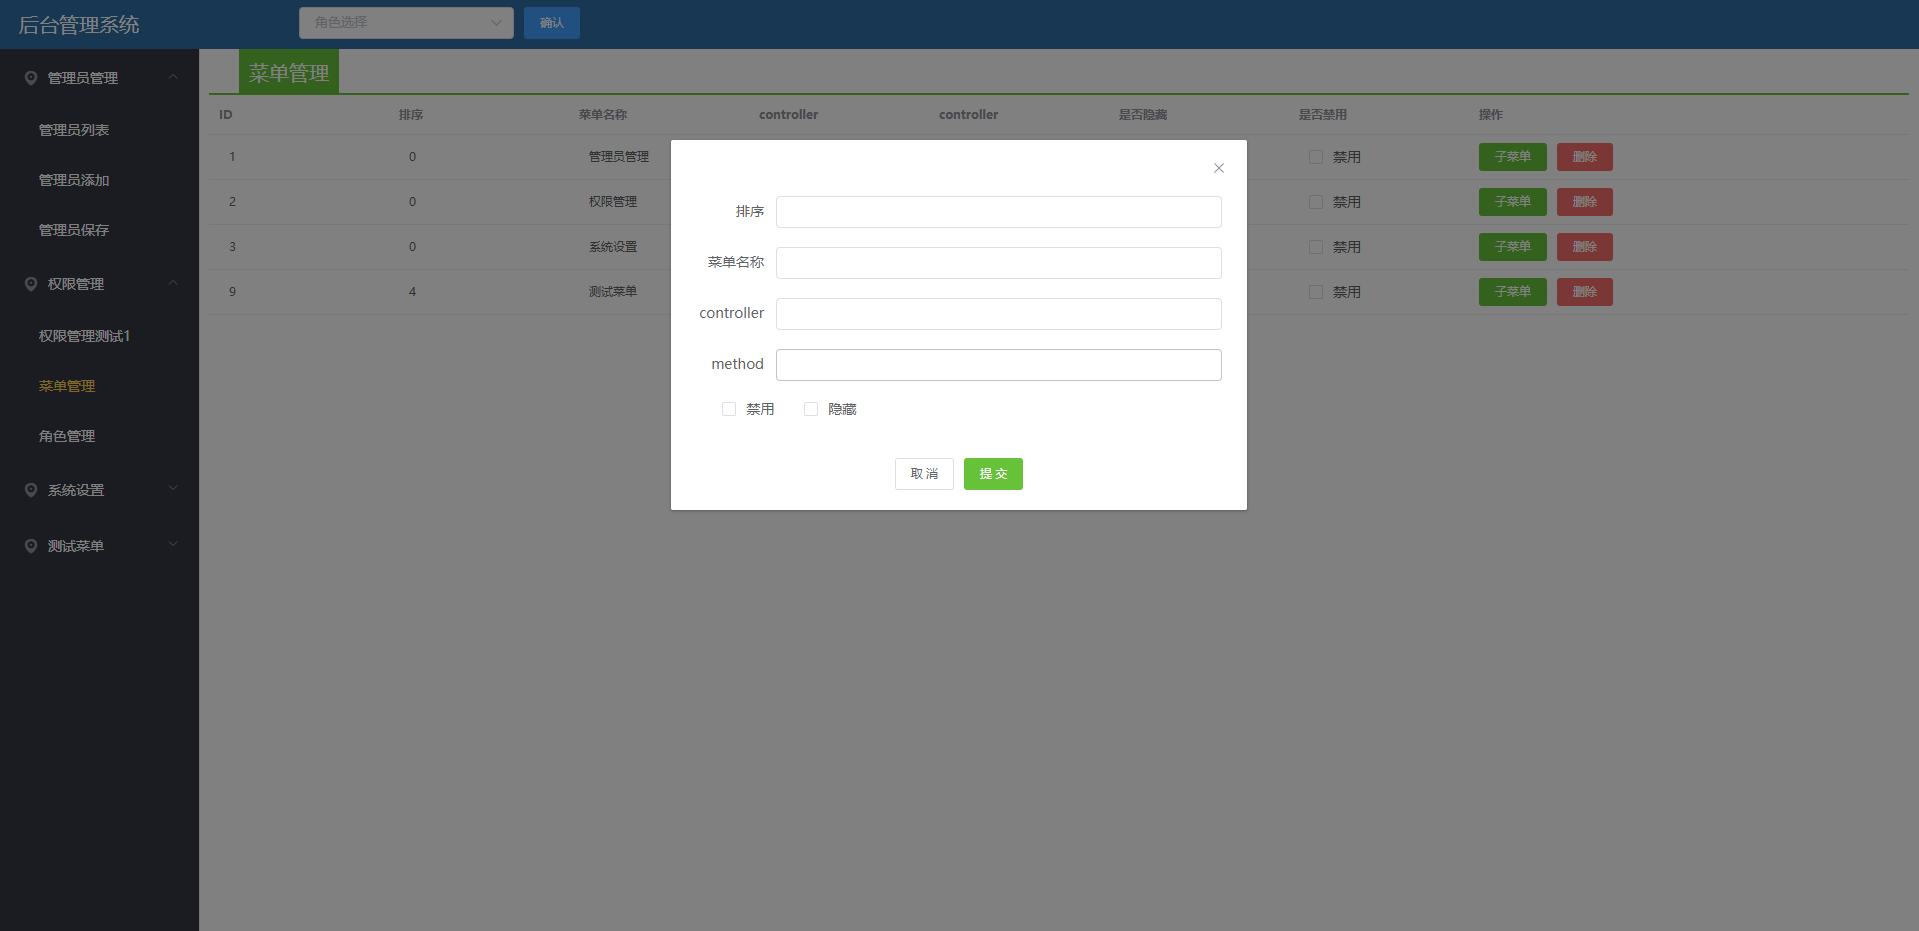 后台管理系统
角色选择
确认
管理员管理
管理员列表
管理员添加
管理员保存
权限管理
权限管理测试1
菜单管理
角色管理
系统设置
测试菜单
菜单管理
ID 排序 菜单名称 controller controller 是否隐藏 是否禁用 操作
1 0 管理员管理 禁用 子菜单 删除
2 0 权限管理 禁用 子菜单 删除
3 0 系统设置 禁用 子菜单 删除
9 4 测试菜单 禁用 子菜单 删除
排序
菜单名称
controller
method
禁用 隐藏
取 消 提 交